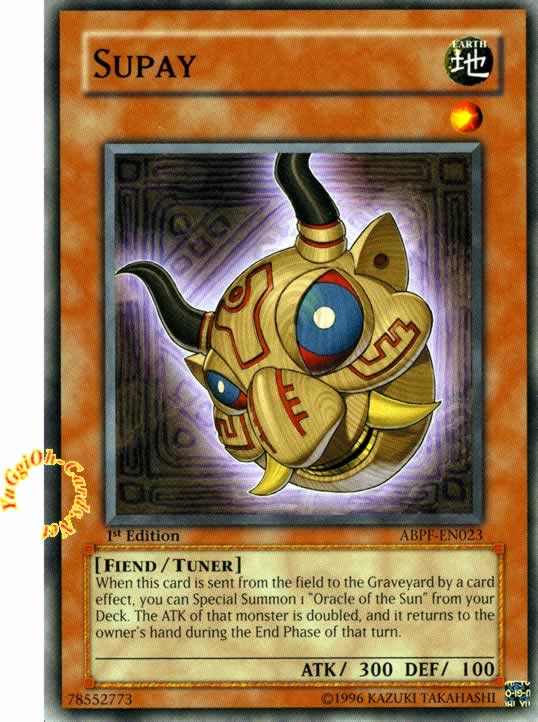 SUPAY
EARTH
地
1st Edition
ABPF-EN023
[FIEND / TUNER]
When this card is sent from the field to the Graveyard by a card
effect, you can Special Summon 1 "Oracle of the Sun" from your
Deck. The ATK of that monster is doubled, and it returns to the
owner's hand during the End Phase of that turn.
ATK/ 300 DEF/ 100
78552773
©1996 KAZUKI TAKAHASHI
YuGgiOh-Cards.Net